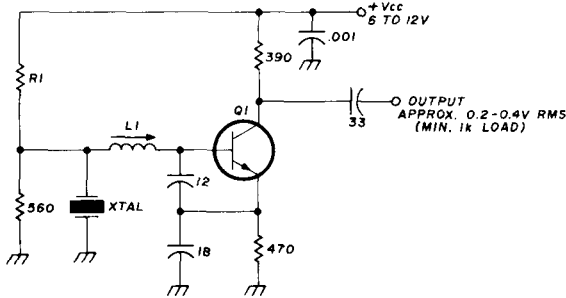 +Vcc
6 TO 12V
.001
390
R1
Q1
OUTPUT
APPROX. 0.2-0.4V RMS
(MIN. 1k LOAD)
33
L1
12
560
XTAL
18
470